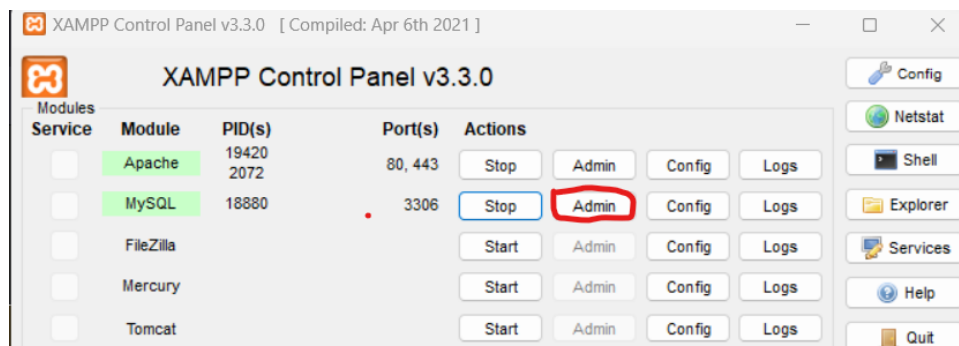 XAMPP Control Panel v3.3.0 [ Compiled: Apr 6th 2021 ]
XAMPP Control Panel v3.3.0
Config
Modules
Netstat
Service Module PID(s) Port(s) Actions
Apache 19420 2072 80, 443 Stop Admin Config Logs
Shell
MySQL 18880 3306 Stop Admin Config Logs
Explorer
FileZilla Start Admin Config Logs
Services
Mercury Start Admin Config Logs
Help
Tomcat Start Admin Config Logs
Quit